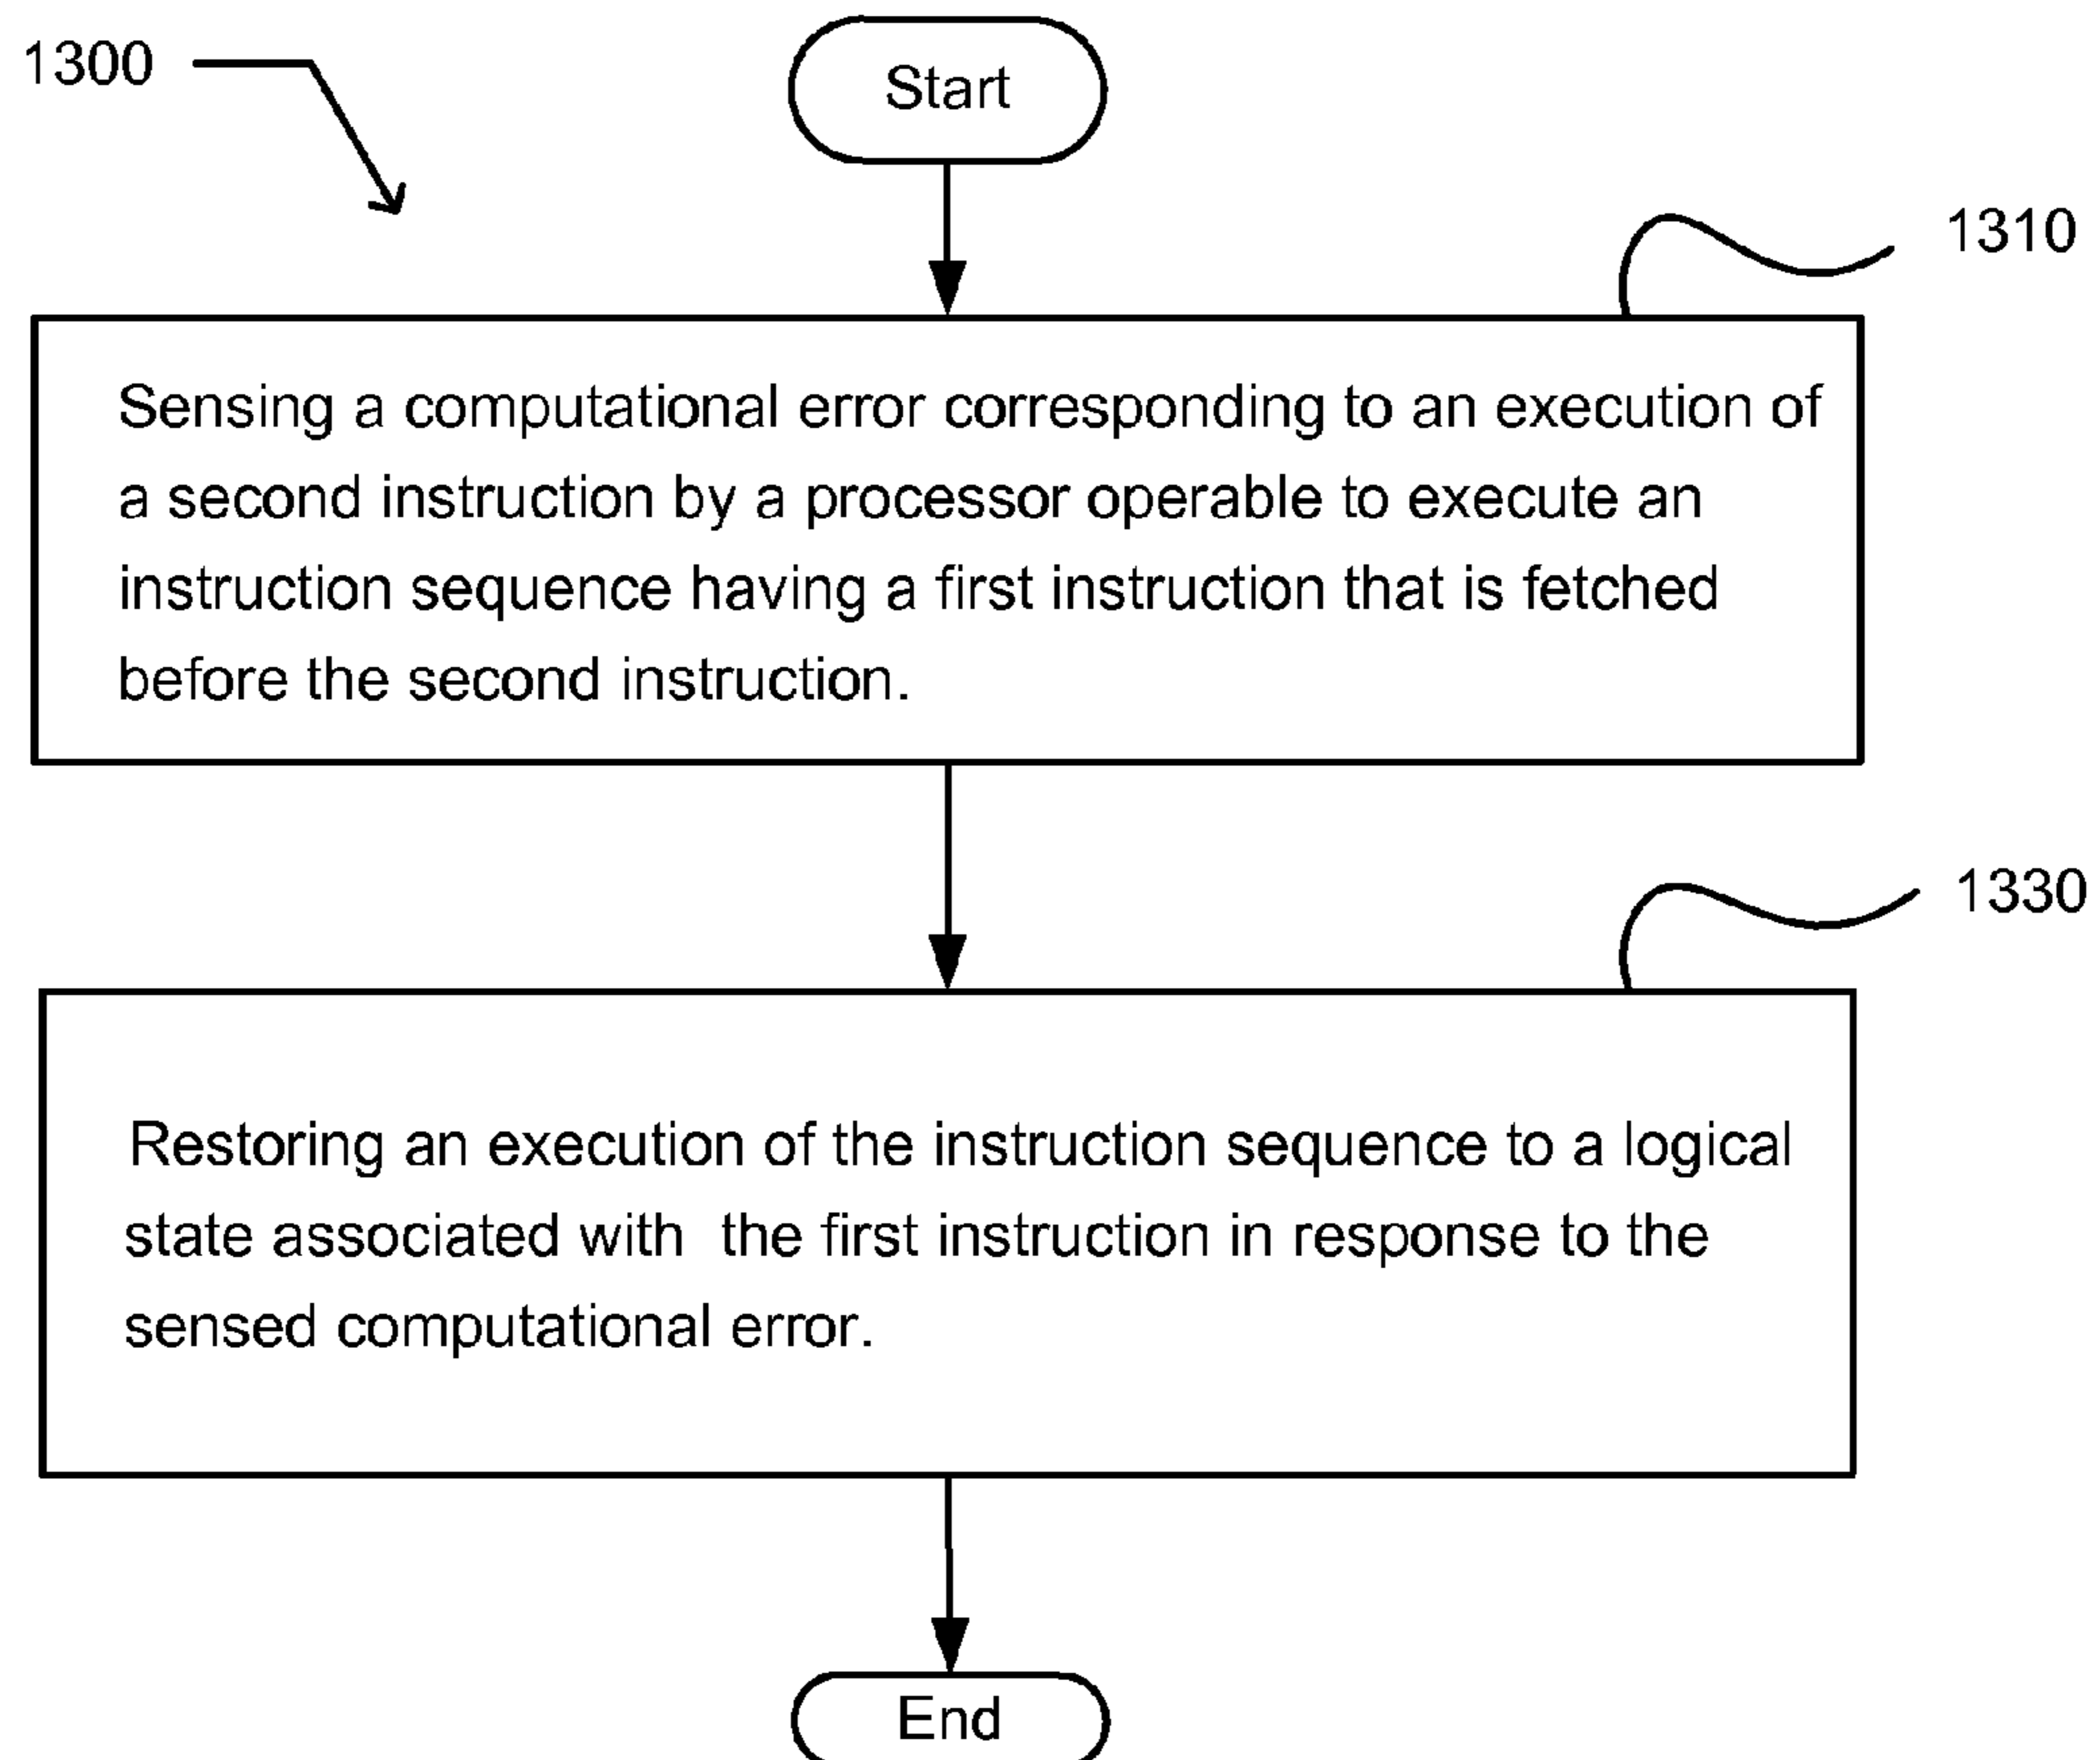 1300
Start
1310
Sensing a computational error corresponding to an execution of
a second instruction by a processor operable to execute an
instruction sequence having a first instruction that is fetched
before the second instruction.
1330
Restoring an execution of the instruction sequence to a logical
state associated with the first instruction in response to the
sensed computational error.
End